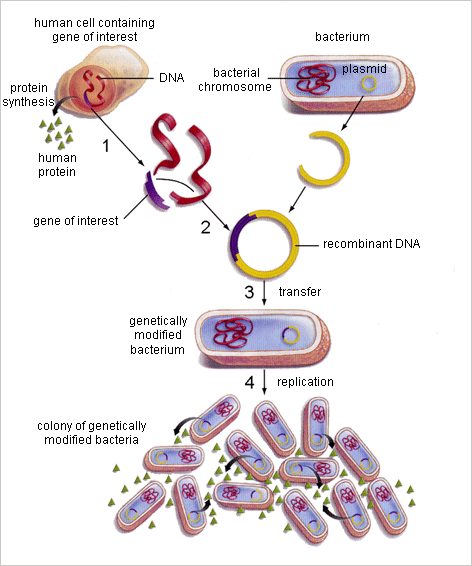 human cell containing
gene of interest
bacterium
DNA
protein
synthesis
bacterial
chromosome
plasmid
human
protein
1
gene of interest
2
recombinant DNA
3
transfer
genetically
modified
bacterium
4
replication
colony of genetically
modified bacteria